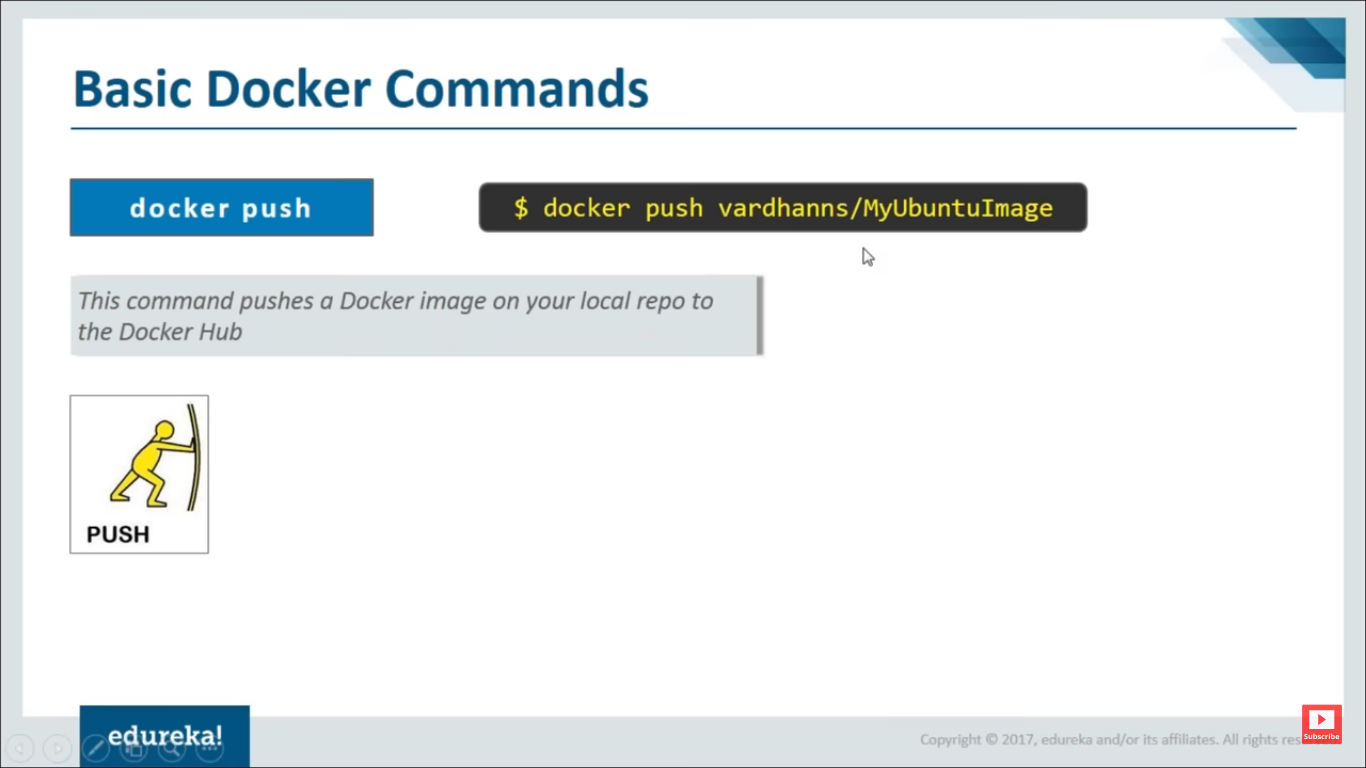 Basic Docker Commands
docker push
$ docker push vardhanns/MyUbuntuImage
This command pushes a Docker image on your local repo to
the Docker Hub
PUSH
edureka!
Copyright © 2017, edureka and/or its affiliates. All rights
Subscribe